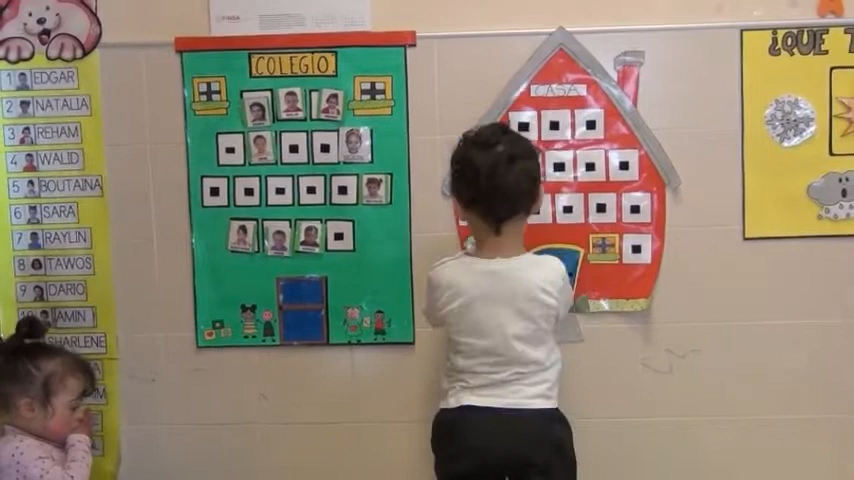 1 EDGAR
2 NATALIA
3 REHAM
4 WALID
5 BOUTAINA
6 SARA
7 RAYLIN
8 TAWOS
9 DARIO
AMIN
SHARLENE
COLEGIO
CASA
¿QUE T